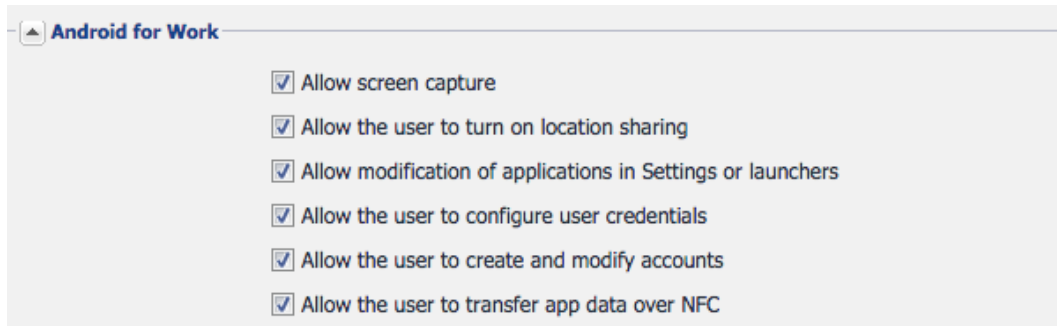 Android for Work
Allow screen capture
Allow the user to turn on location sharing
Allow modification of applications in Settings or launchers
Allow the user to configure user credentials
Allow the user to create and modify accounts
Allow the user to transfer app data over NFC